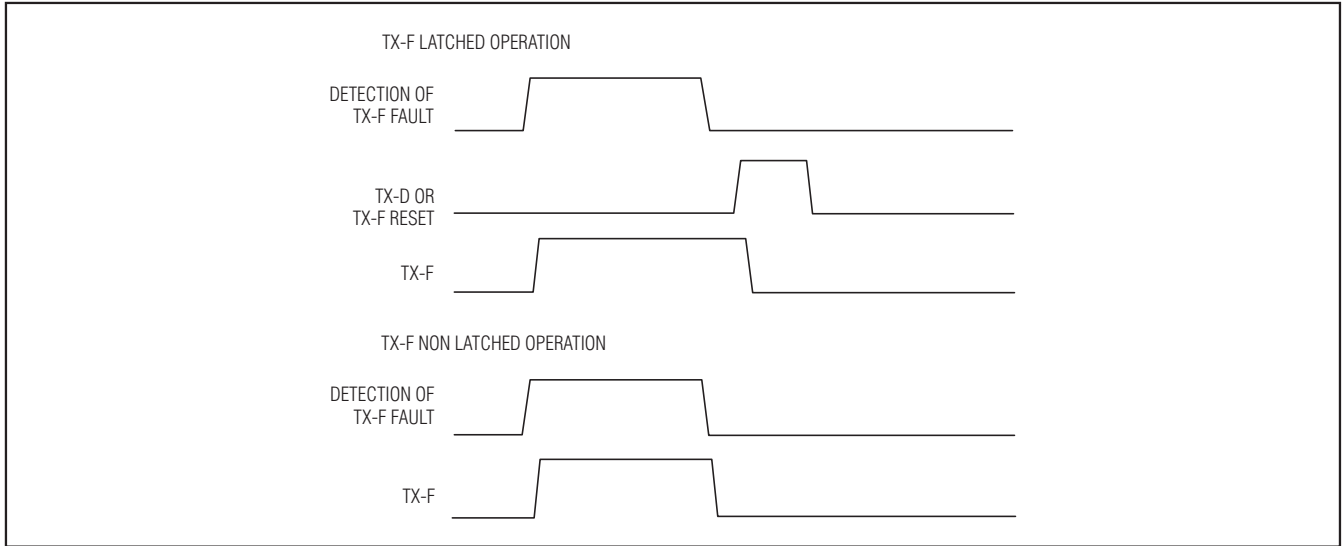 TX-F LATCHED OPERATION
DETECTION OF
TX-F FAULT
TX-D OR
TX-F RESET
TX-F
TX-F NON LATCHED OPERATION
DETECTION OF
TX-F FAULT
TX-F